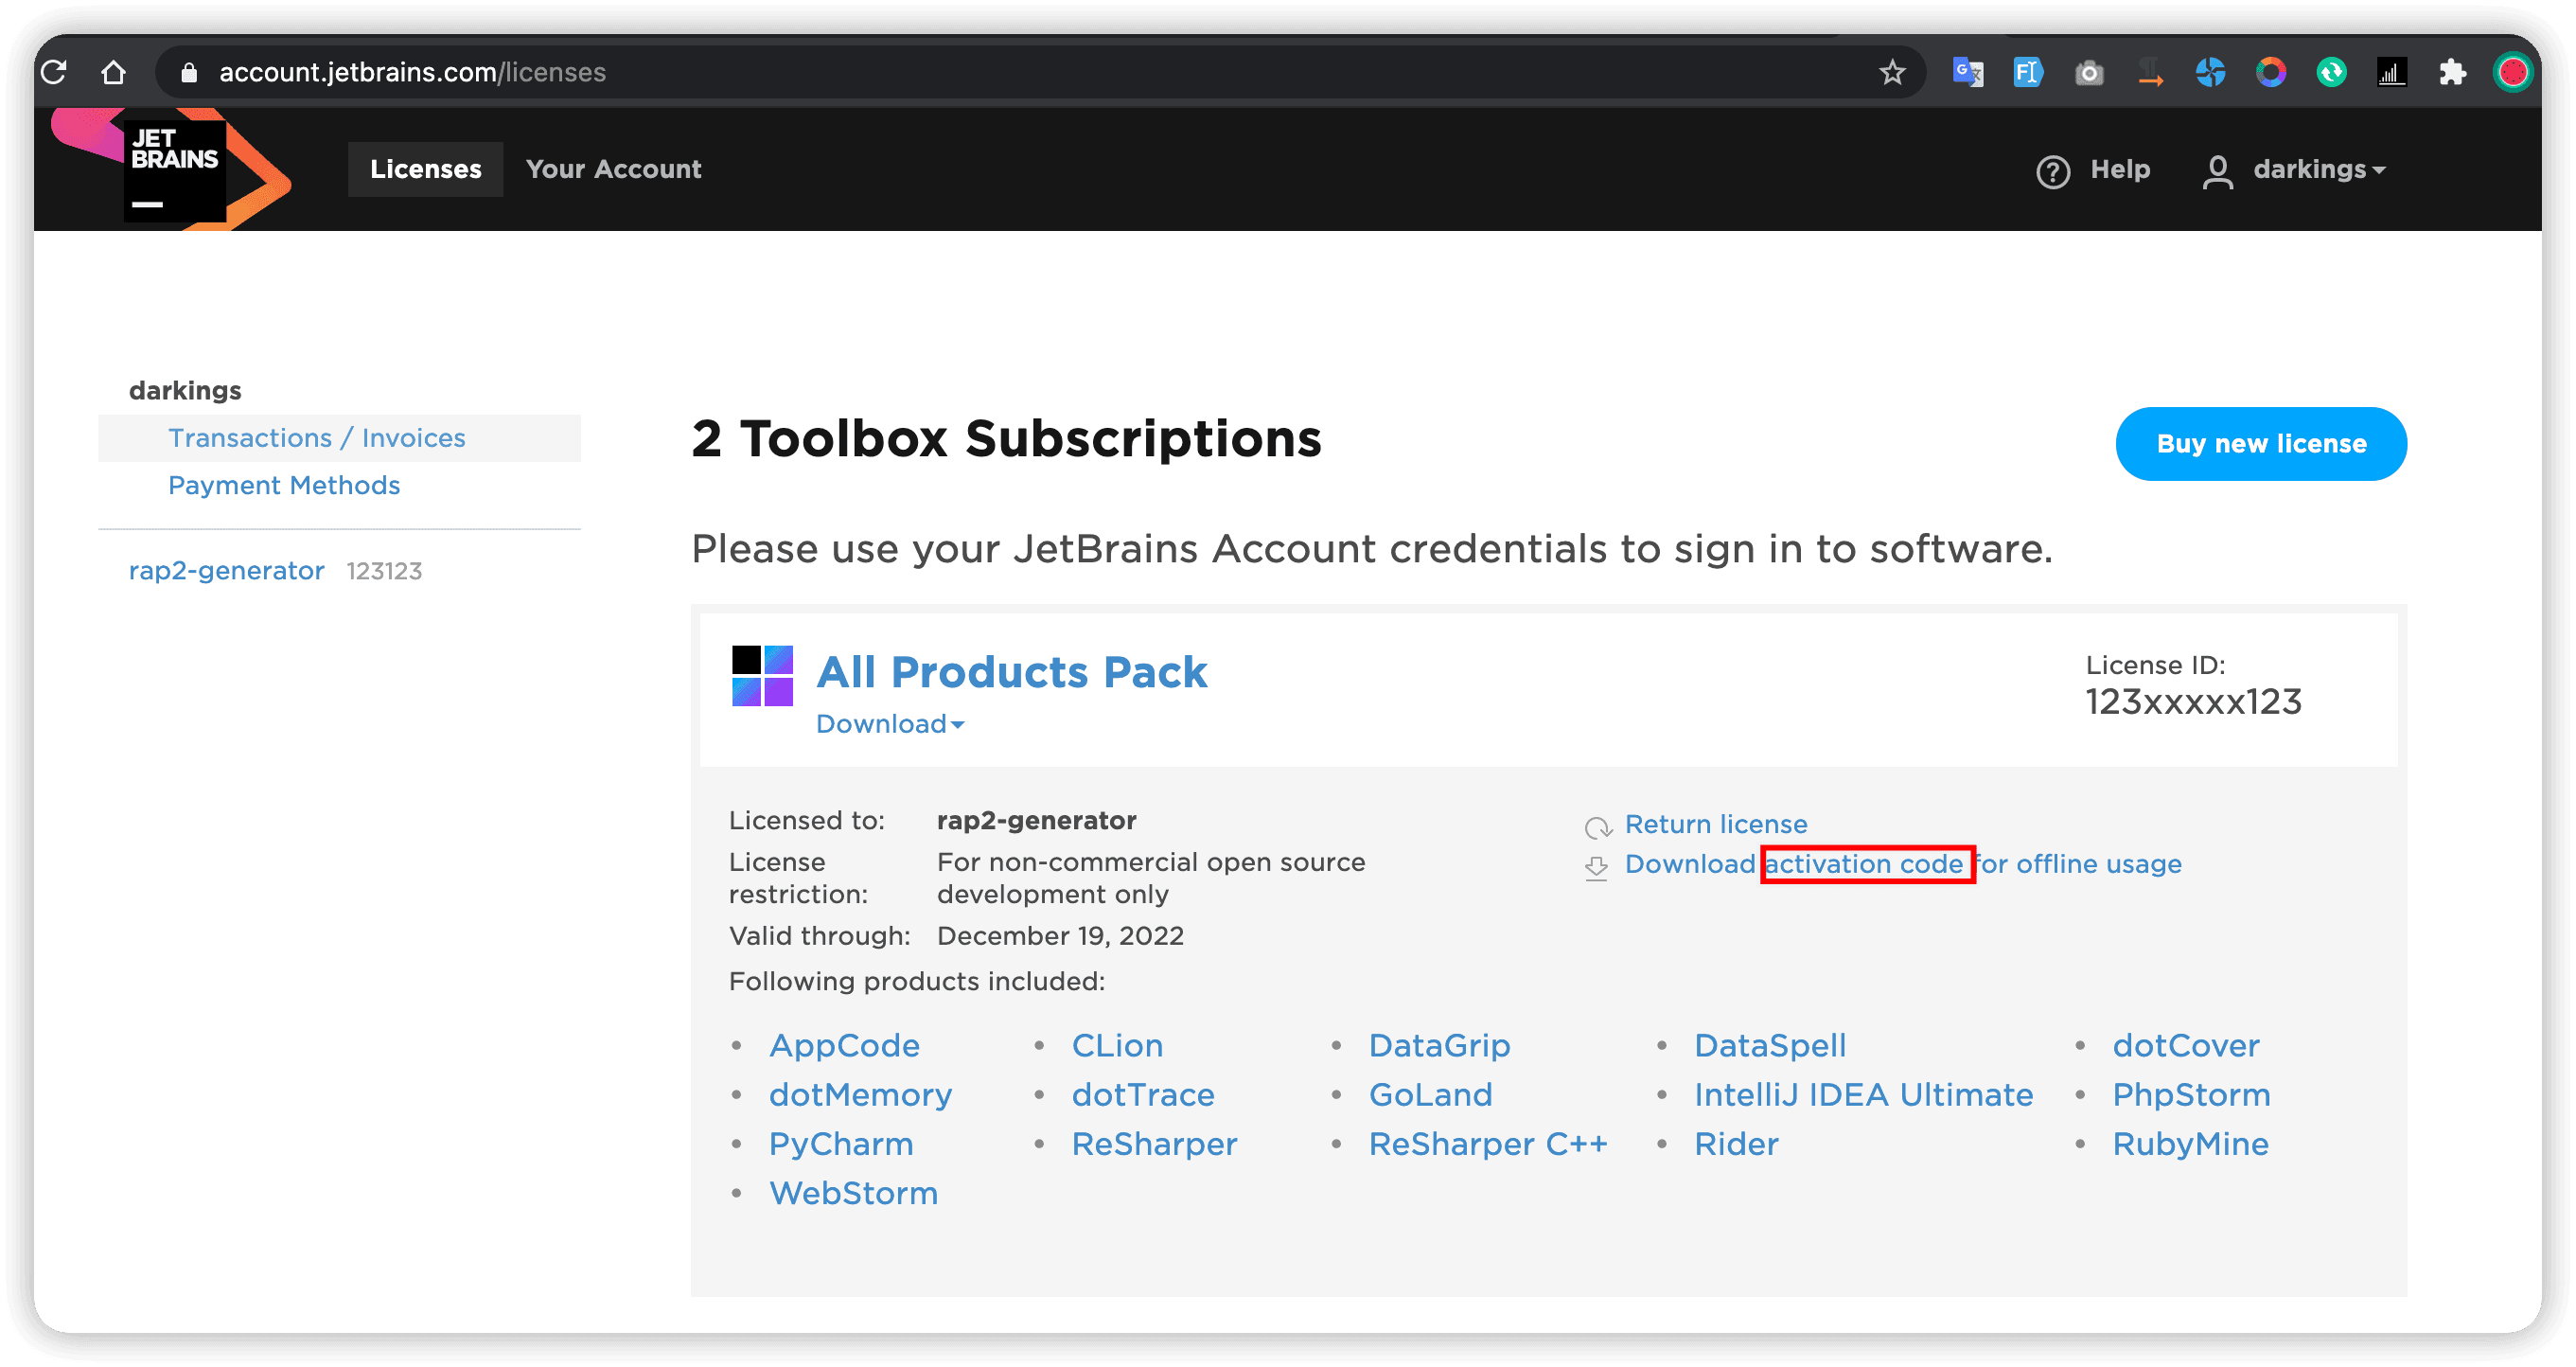 account.jetbrains.com/licenses
JET
BRAINS
Licenses
Your Account
Help
darkings
darkings
Transactions / Invoices
Payment Methods
rap2-generator 123123
2 Toolbox Subscriptions
Buy new license
Please use your JetBrains Account credentials to sign in to software.
All Products Pack
Download
License ID:
123xxxxx123
Licensed to: rap2-generator
License restriction: For non-commercial open source
development only
Valid through: December 19, 2022
Return license
Download activation code for offline usage
Following products included:
• AppCode • CLion • DataGrip • DataSpell • dotCover
• dotMemory • dotTrace • GoLand • IntelliJ IDEA Ultimate • PhpStorm
• PyCharm • ReSharper • ReSharper C++ • Rider • RubyMine
• WebStorm